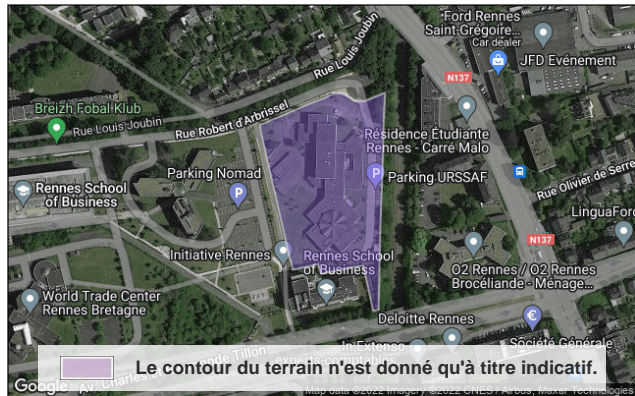 Ford Rennes
Saint-Grégoire...
Car dealer
JFD Evénement
Rue Louis Joubin
N137
Breizh Fobal Klub
Rue Louis Joubin
Rue Robert d'Arbrissel
Résidence Étudiante
Rennes - Carré Malo
Parking Nomad
P
P
Parking URSSAF
Rennes School
of Business
Rue Olivier de Serre
LinguaFord
N137
Initiative Rennes
Rennes School
of Business
O2 Rennes / O2 Rennes
Brocéliande - Ménage...
World Trade Center
Rennes Bretagne
Deloitte Rennes
€
In Extenso
Société Générale
Le contour du terrain n'est donné qu'à titre indicatif.
Google
Map data ©2022 Imagery ©2022 CNES / Airbus, Maxar Technologies